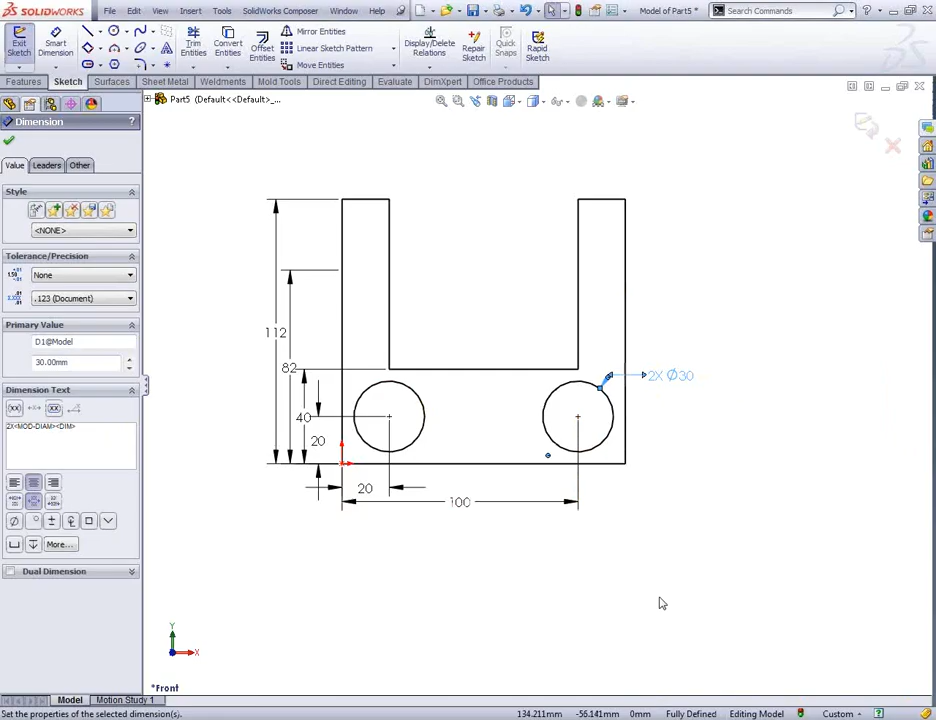 SOLIDWORKS
File
Edit
View
Insert
Tools
SolidWorks Composer
Window
Help
Model of Part5 *
Search Commands
Exit Sketch
Smart Dimension
Trim Entities
Convert Entities
Offset Entities
Mirror Entities
Linear Sketch Pattern
Move Entities
Display/Delete Relations
Repair Sketch
Quick Snaps
Rapid Sketch
Features
Sketch
Surfaces
Sheet Metal
Weldments
Mold Tools
Direct Editing
Evaluate
DimXpert
Office Products
Part5 (Default<<Default>_...
Dimension
?
Value
Leaders
Other
Style
<NONE>
Tolerance/Precision
None
.123 (Document)
Primary Value
D1@Model
30.00mm
Dimension Text
2X<MOD-DIAM><DIM>
More...
Dual Dimension
112
82
40
20
20
100
2X Ø30
Y
X
*Front
Model
Motion Study 1
Set the properties of the selected dimension(s).
134.211mm
-56.141mm
0mm
Fully Defined
Editing Model
Custom